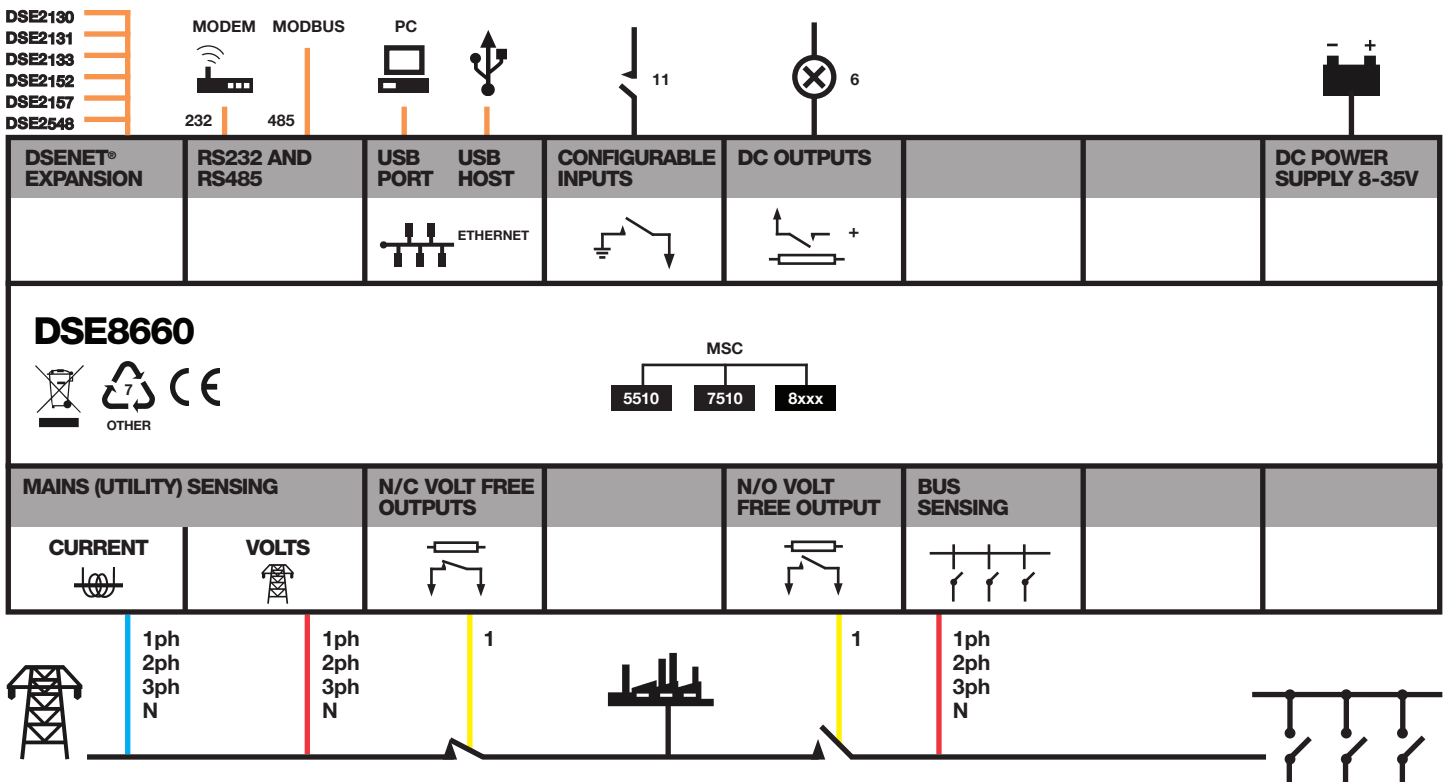 DSE2130
DSE2131
DSE2133
DSE2152
DSE2157
DSE2548
MODEM
232
MODBUS
485
PC
11
6
- +
DSENET®
EXPANSION
RS232 AND
RS485
USB
PORT
USB
HOST
CONFIGURABLE
INPUTS
DC OUTPUTS
DC POWER
SUPPLY 8-35V
ETHERNET
+
DSE8660
7
OTHER
CE
MSC
5510 7510 8xxx
MAINS (UTILITY) SENSING
N/C VOLT FREE
OUTPUTS
N/O VOLT
FREE OUTPUT
BUS
SENSING
CURRENT
VOLTS
1ph
2ph
3ph
N
1ph
2ph
3ph
N
1
1
1ph
2ph
3ph
N